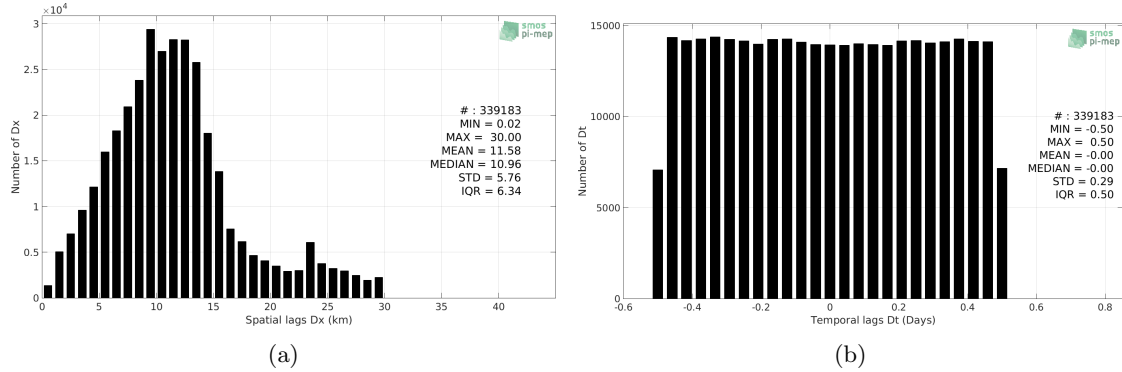 ×10⁴
3
2.5
2
1.5
1
0.5
0
Number of Dx
smos
pi-mep
# : 339183
MIN = 0.02
MAX = 30.00
MEAN = 11.58
MEDIAN = 10.96
STD = 5.76
IQR = 6.34
0 5 10 15 20 25 30 35 40
Spatial lags Dx (km)
(a)
15000
10000
5000
0
Number of Dt
smos
pi-mep
# : 339183
MIN = -0.50
MAX = 0.50
MEAN = -0.00
MEDIAN = -0.00
STD = 0.29
IQR = 0.50
-0.6 -0.4 -0.2 0 0.2 0.4 0.6 0.8
Temporal lags Dt (Days)
(b)